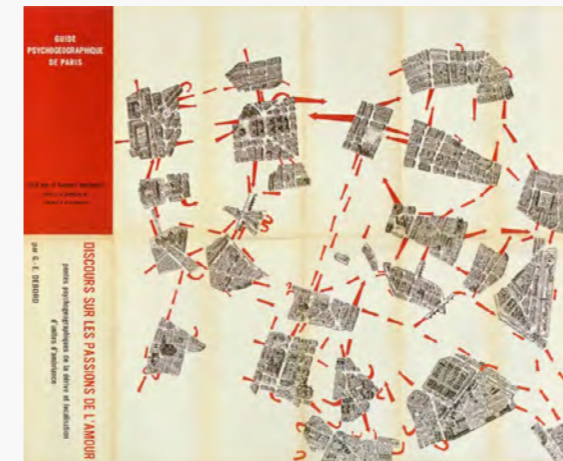 GUIDE
PSYCHOGEOGRAPHIQUE
DE PARIS
DISCOURS SUR LES PASSIONS DE L'AMOUR
pentes psychogeographiques de la dérive et localisation
d'unités d'ambiance
par G.-E. DEBORD